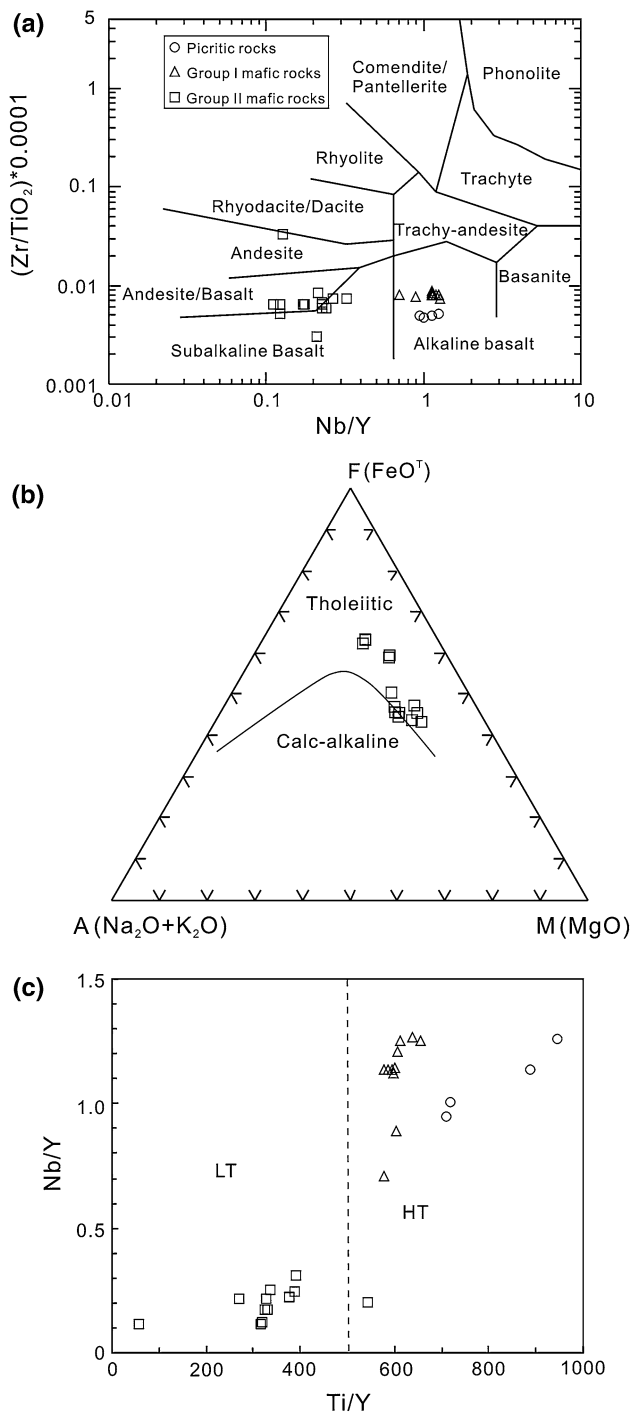 (a)
5
1
0.1
0.01
0.001
(Zr/TiO2)*0.0001
Picritic rocks
Group I mafic rocks
Group II mafic rocks
Comendite/
Pantellerite
Phonolite
Rhyolite
Trachyte
Rhyodacite/Dacite
Trachy-andesite
Andesite
Basanite
Andesite/Basalt
Subalkaline Basalt
Alkaline basalt
0.01 0.1 1 10
Nb/Y
(b)
F(FeOᵀ)
Tholeiitic
Calc-alkaline
A(Na₂O+K₂O) M(MgO)
(c)
1.5
1.0
0.5
0
Nb/Y
LT
HT
0 200 400 600 800 1000
Ti/Y